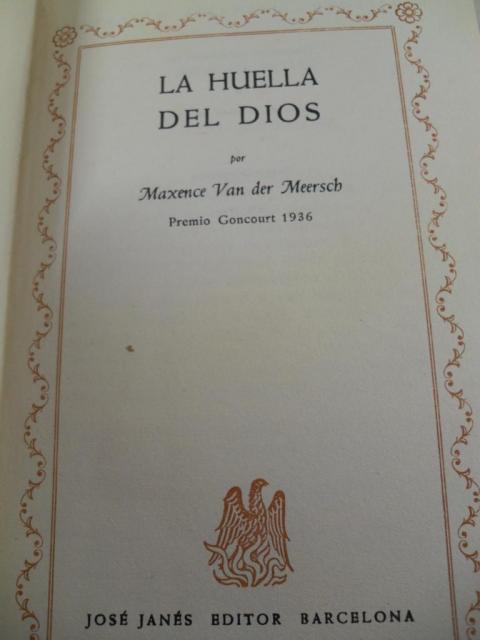 LA HUELLA
DEL DIOS
por
Maxence Van der Meersch
Premio Goncourt 1936
JOSÉ JANÉS EDITOR BARCELONA